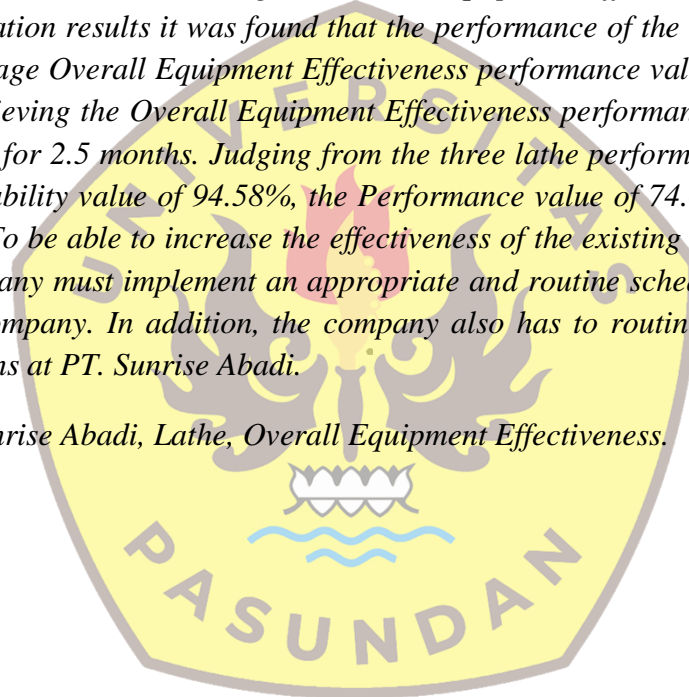 ation results it was found that the performance of the
age Overall Equipment Effectiveness performance val
ieving the Overall Equipment Effectiveness performan
for 2.5 months. Judging from the three lathe perform
ability value of 94.58%, the Performance value of 74.
To be able to increase the effectiveness of the existing
any must implement an appropriate and routine sched
ompany. In addition, the company also has to routin
ns at PT. Sunrise Abadi.
nrise Abadi, Lathe, Overall Equipment Effectiveness.
UNIVERSITAS
PASUNDAN